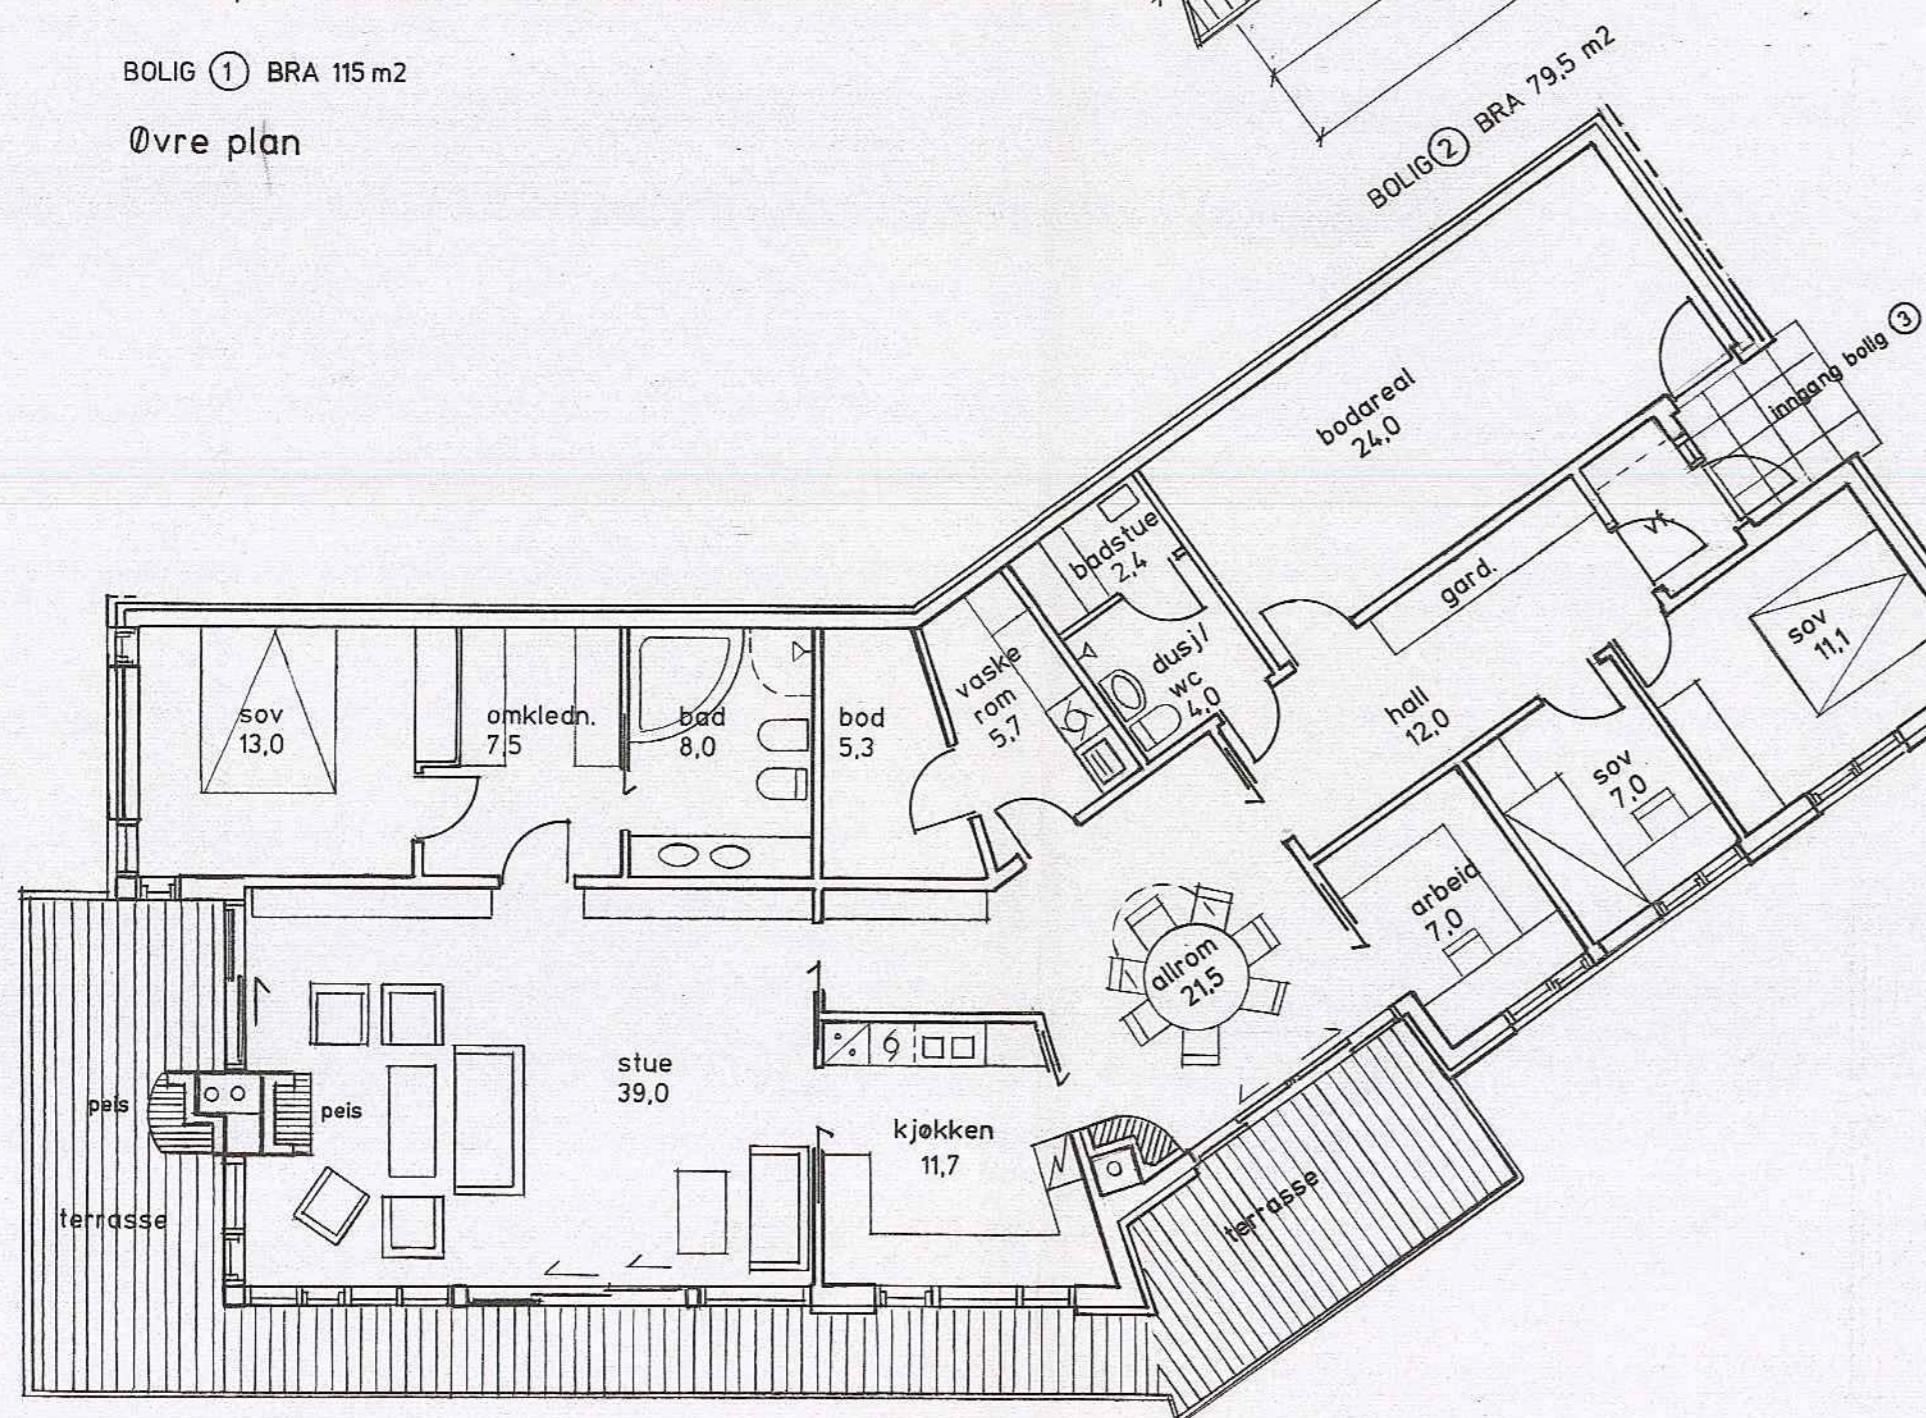 BOLIG 1 BRA 115 m2
Øvre plan
BOLIG 2 BRA 79,5 m2
inngang bolig 3
bodareal
24,0
badstue
2,4
gard.
vf.
sov
11,1
dusj/
wc
4,0
vaske
rom
5,7
hall
12,0
sov
13,0
omkledn.
7,5
bad
8,0
bod
5,3
sov
7,0
arbeid
7,0
allrom
21,5
stue
39,0
peis
peis
kjøkken
11,7
terrasse
terrasse